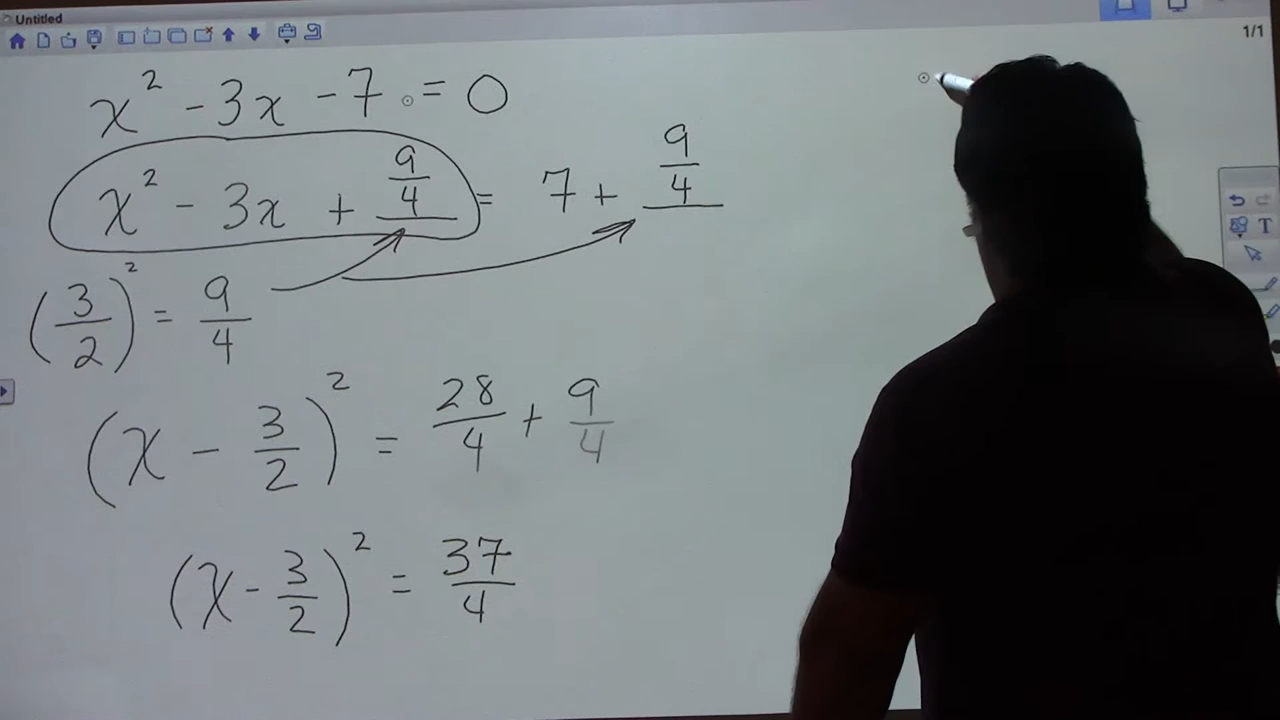 Untitled
1/1
x² - 3x - 7 = 0
x² - 3x + 9/4 = 7 + 9/4
(3/2)² = 9/4
(x - 3/2)² = 28/4 + 9/4
(x - 3/2)² = 37/4
T